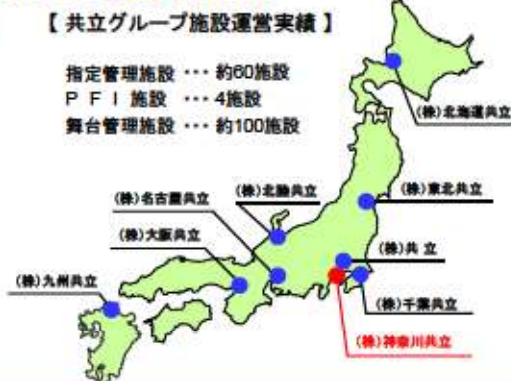 【 共立グループ施設運営実績 】
指定管理施設 ・・・ 約60施設
P F I 施設 ・・・ 4施設
舞台管理施設 ・・・ 約100施設
(株)北海道共立
(株)名古屋共立
(株)北陸共立
(株)東北共立
(株)大阪共立
(株)共 立
(株)九州共立
(株)千葉共立
(株)神奈川共立